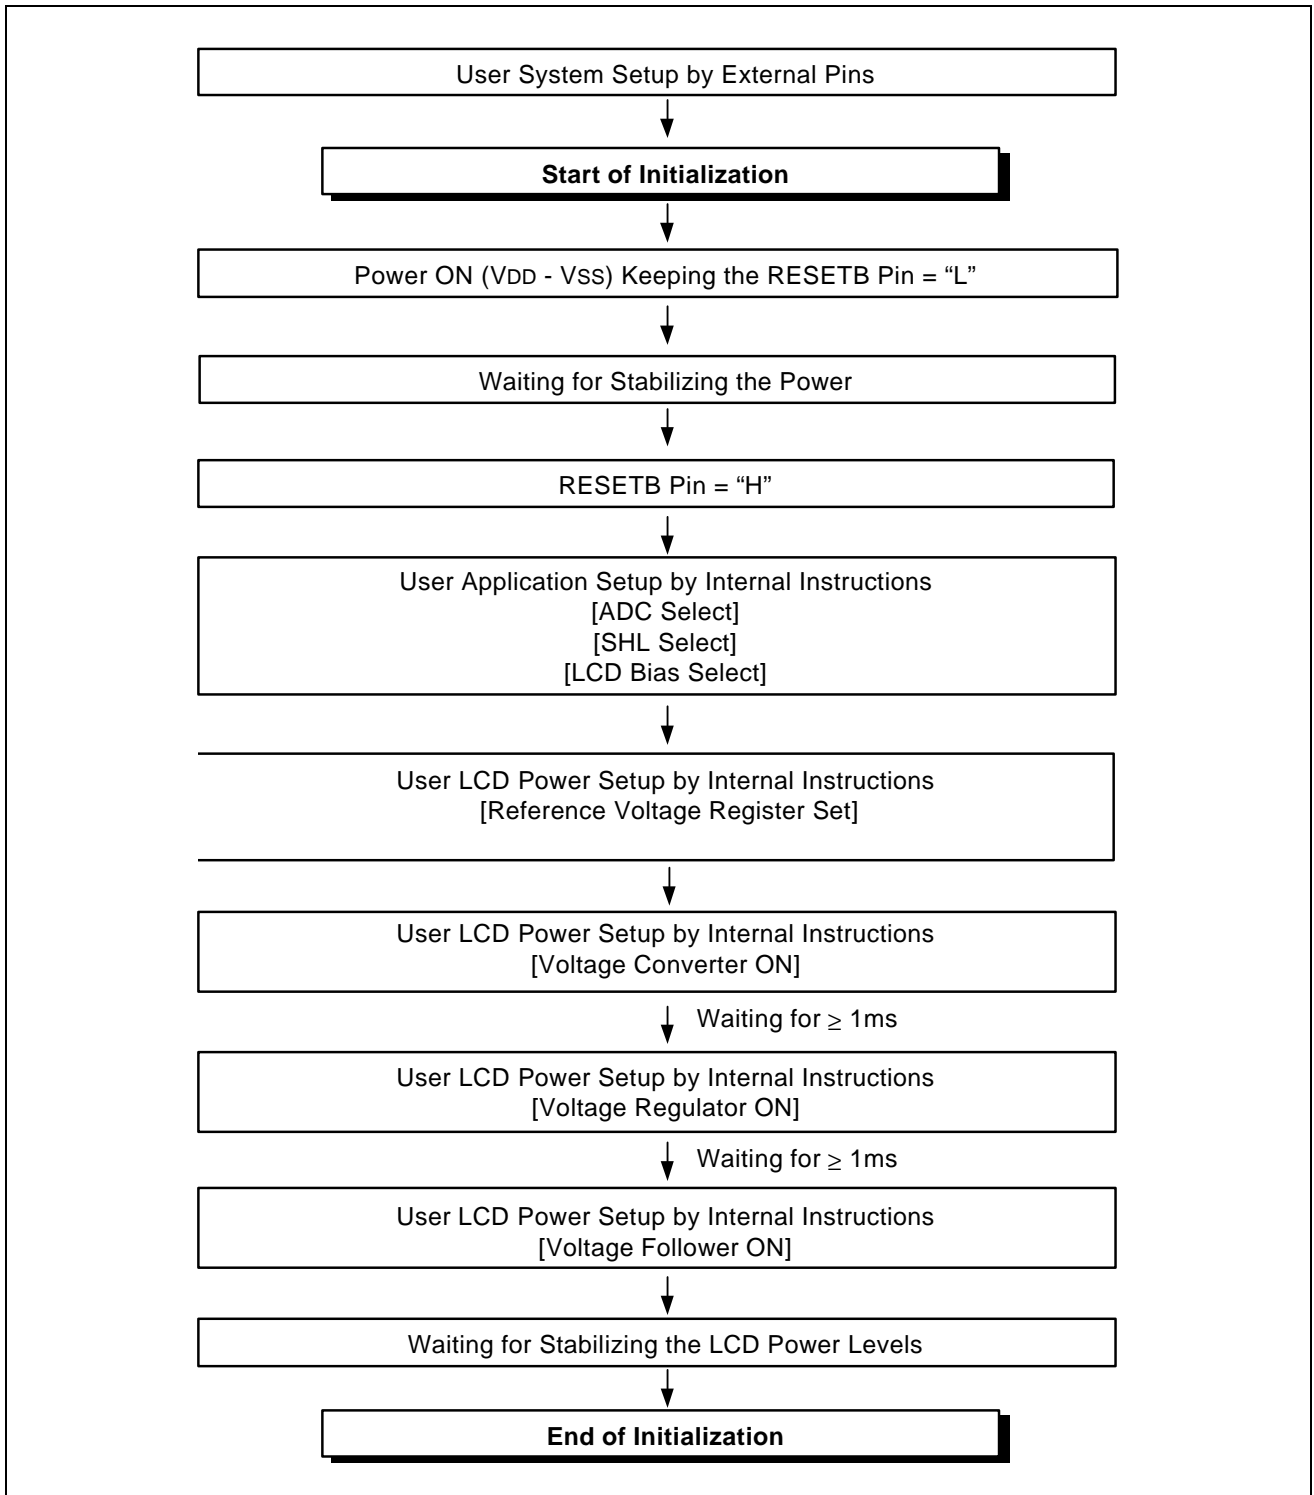 User System Setup by External Pins
Start of Initialization
Power ON (VDD - VSS) Keeping the RESETB Pin = “L”
Waiting for Stabilizing the Power
RESETB Pin = “H”
User Application Setup by Internal Instructions
[ADC Select]
[SHL Select]
[LCD Bias Select]
User LCD Power Setup by Internal Instructions
[Reference Voltage Register Set]
User LCD Power Setup by Internal Instructions
[Voltage Converter ON]
Waiting for ≥ 1ms
User LCD Power Setup by Internal Instructions
[Voltage Regulator ON]
Waiting for ≥ 1ms
User LCD Power Setup by Internal Instructions
[Voltage Follower ON]
Waiting for Stabilizing the LCD Power Levels
End of Initialization